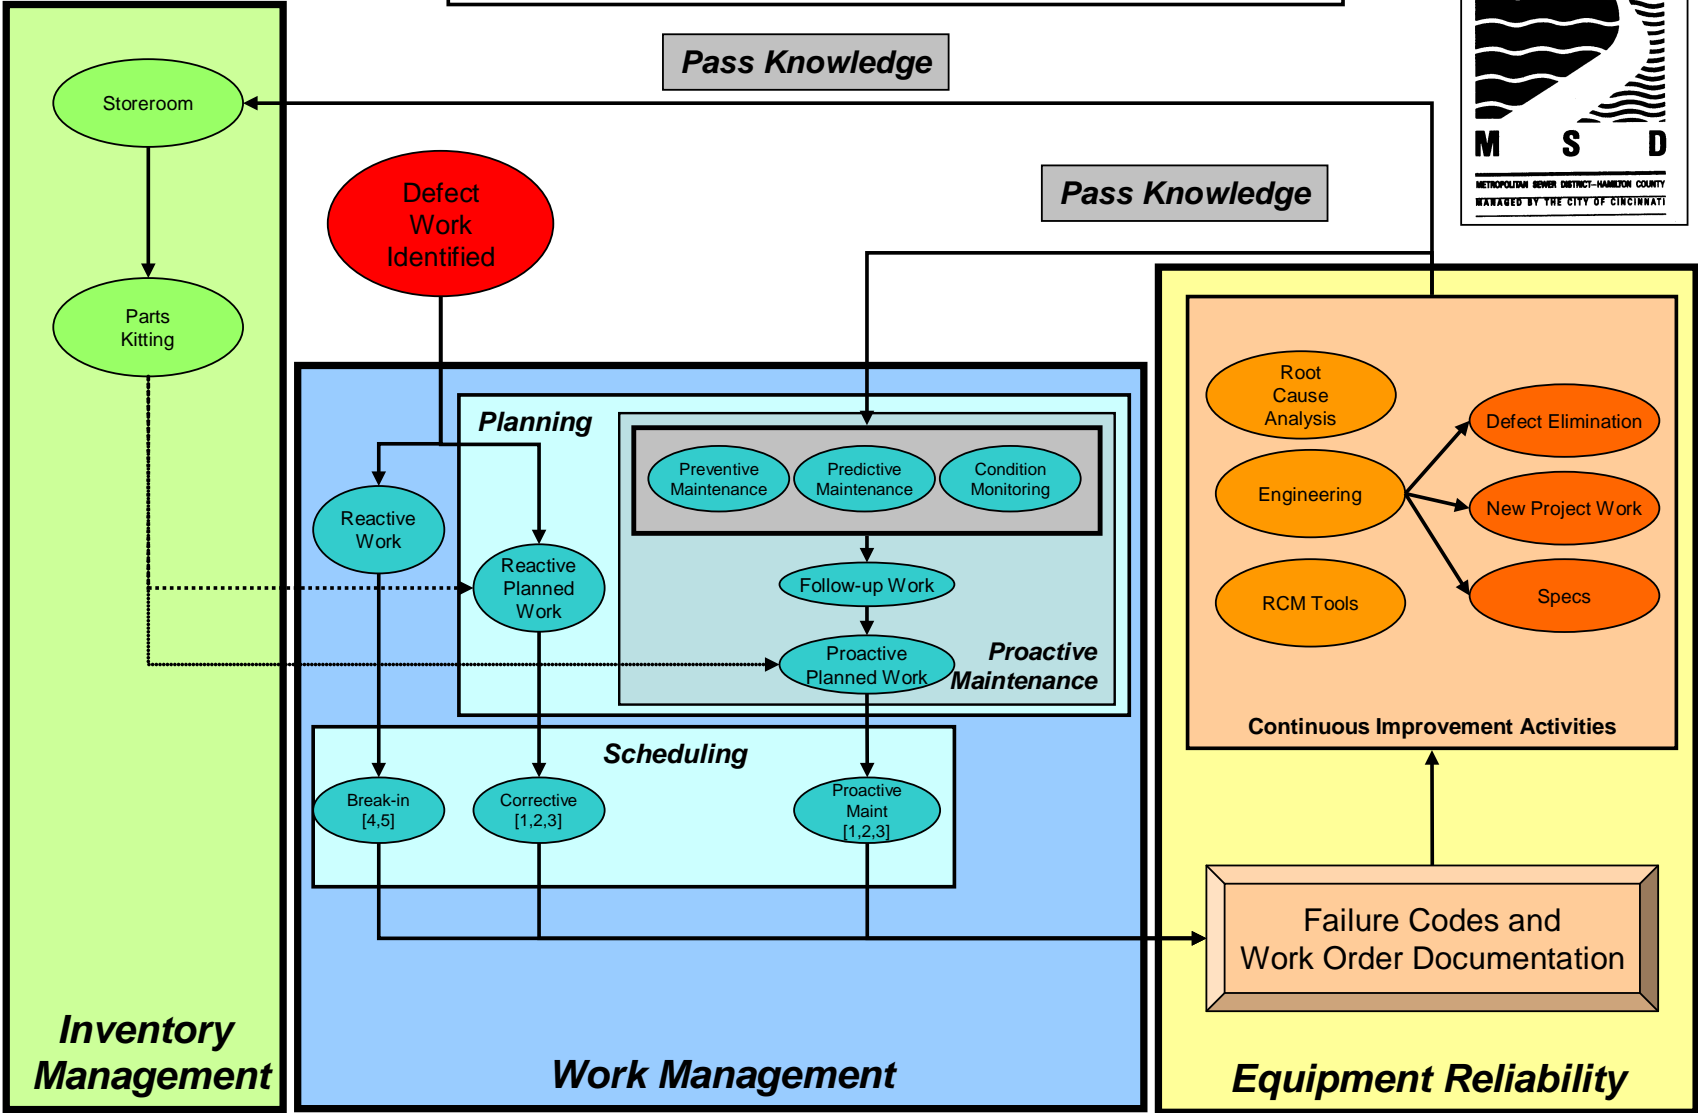 Pass Knowledge
Storeroom
M S D
METROPOLITAN SEWER DISTRICT-HAMILTON COUNTY
MANAGED BY THE CITY OF CINCINNATI
Pass Knowledge
Defect
Work
Identified
Parts
Kitting
Planning
Preventive
Maintenance
Predictive
Maintenance
Condition
Monitoring
Reactive
Work
Reactive
Planned
Work
Follow-up Work
Proactive
Planned Work
Proactive
Maintenance
Root
Cause
Analysis
Engineering
RCM Tools
Defect Elimination
New Project Work
Specs
Continuous Improvement Activities
Scheduling
Break-in
[4,5]
Corrective
[1,2,3]
Proactive
Maint
[1,2,3]
Failure Codes and
Work Order Documentation
Inventory
Management
Work Management
Equipment Reliability